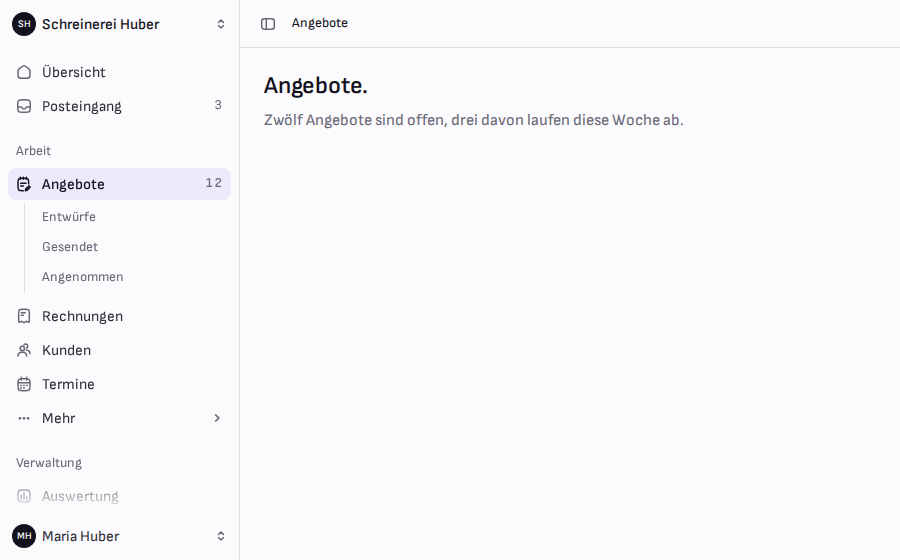 SH Schreinerei Huber
Übersicht
Posteingang 3
Arbeit
Angebote 12
Entwürfe
Gesendet
Angenommen
Rechnungen
Kunden
Termine
Mehr
Verwaltung
Auswertung
MH Maria Huber
Angebote
Angebote.
Zwölf Angebote sind offen, drei davon laufen diese Woche ab.